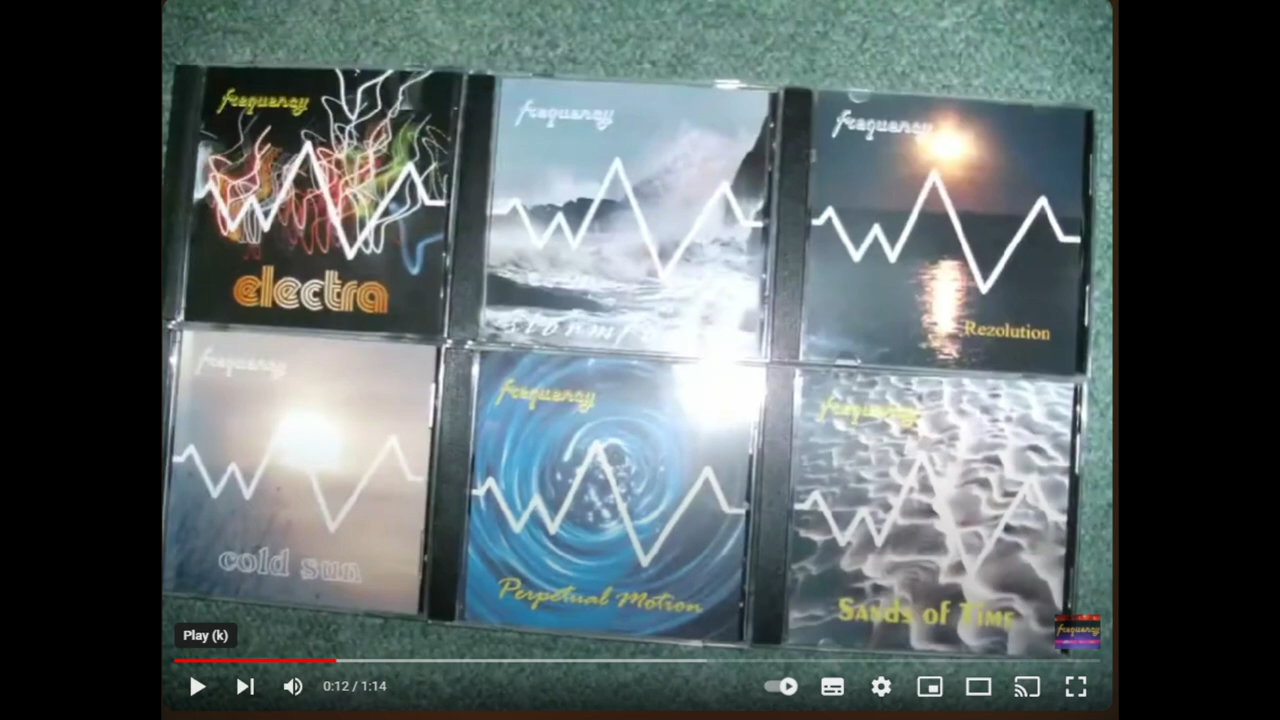 frequency
electra
frequency
frequency
Rezolution
frequency
cold sun
frequency
Perpetual Motion
frequency
Sands of Time
frequency
Play (k)
0:12 / 1:14